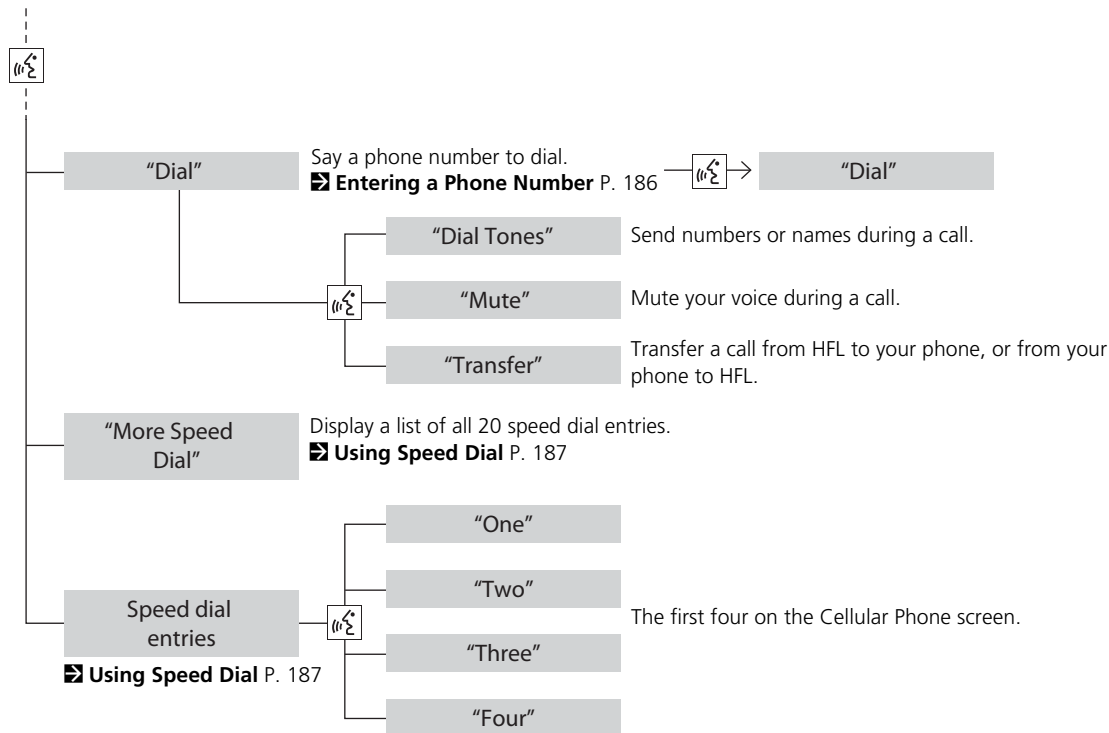 “Dial”
Say a phone number to dial.
Entering a Phone Number P. 186
“Dial”
“Dial Tones”
Send numbers or names during a call.
“Mute”
Mute your voice during a call.
“Transfer”
Transfer a call from HFL to your phone, or from your
phone to HFL.
“More Speed
Dial”
Display a list of all 20 speed dial entries.
Using Speed Dial P. 187
Speed dial
entries
Using Speed Dial P. 187
“One”
“Two”
“Three”
“Four”
The first four on the Cellular Phone screen.